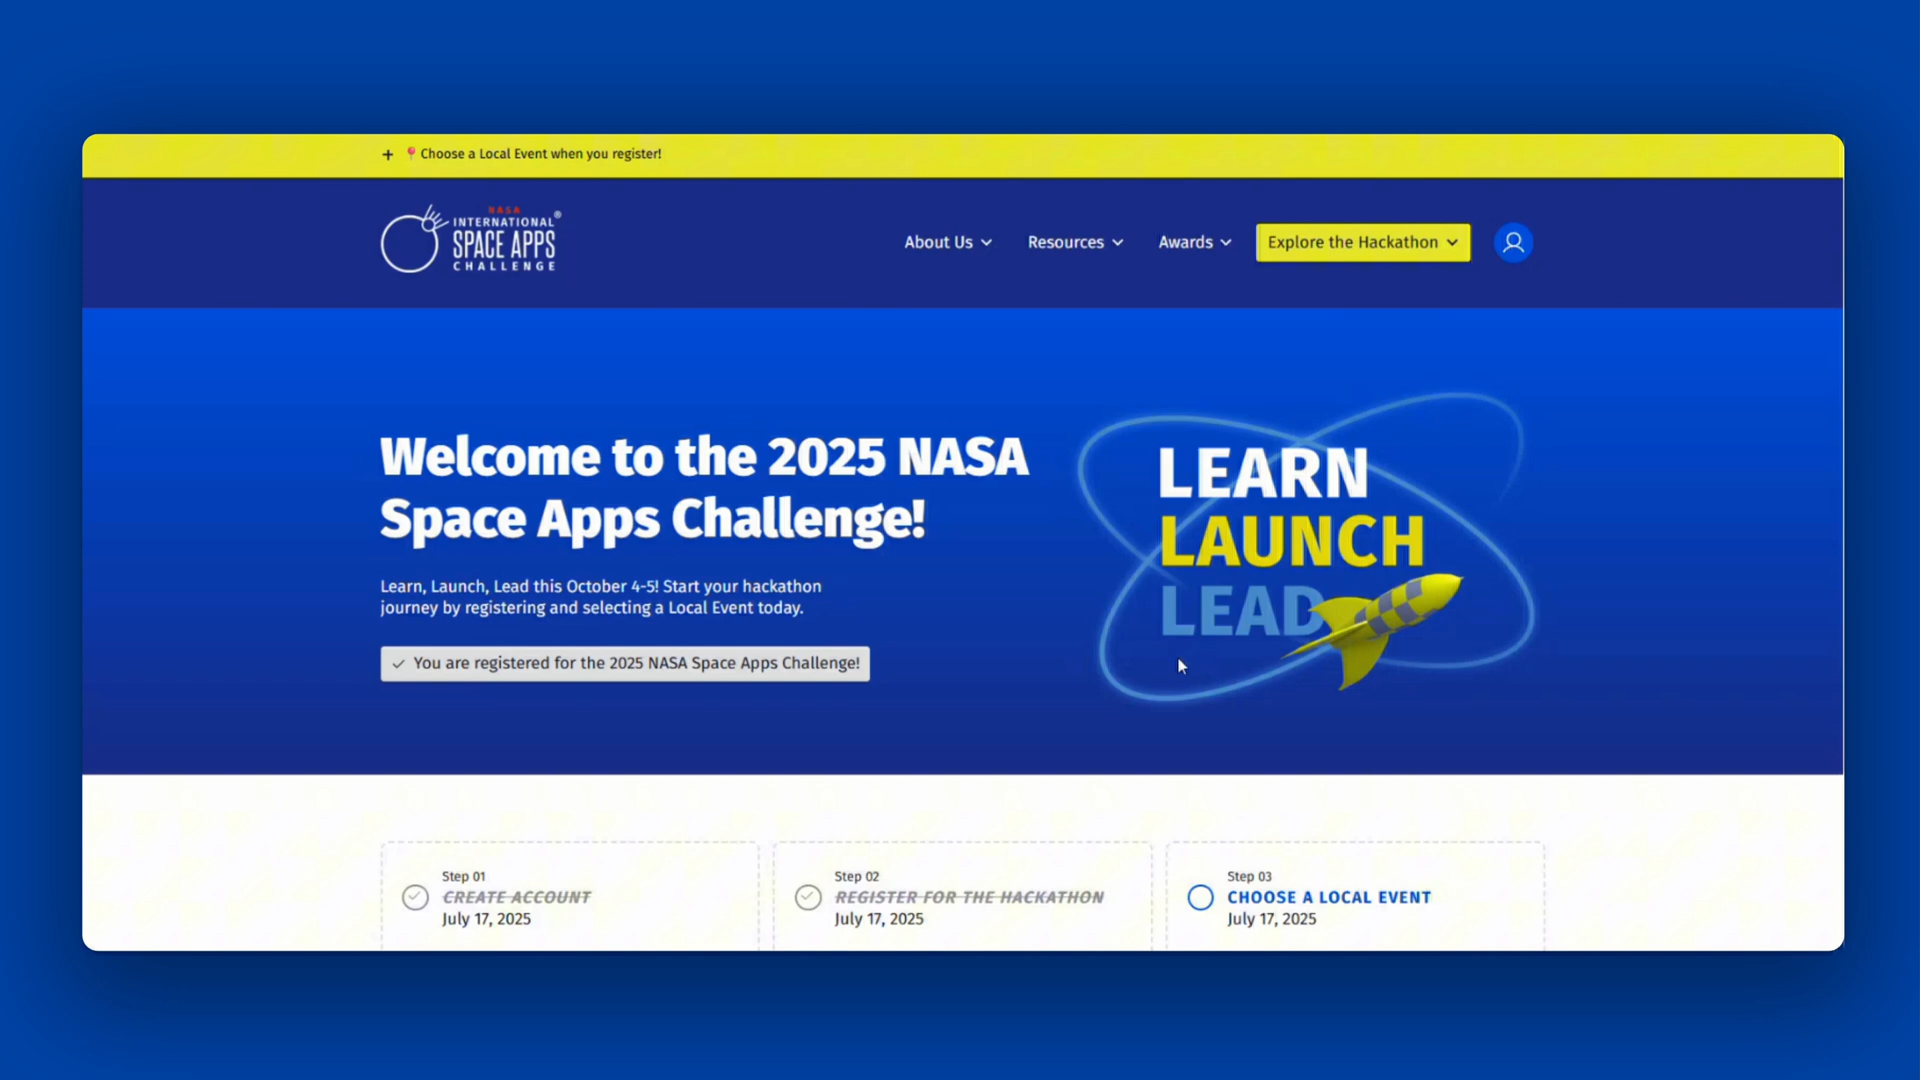 Choose a Local Event when you register!
NASA
INTERNATIONAL®
SPACE APPS
CHALLENGE
About Us
Resources
Awards
Explore the Hackathon
Welcome to the 2025 NASA
Space Apps Challenge!
Learn, Launch, Lead this October 4-5! Start your hackathon
journey by registering and selecting a Local Event today.
You are registered for the 2025 NASA Space Apps Challenge!
LEARN
LAUNCH
LEAD
Step 01
CREATE ACCOUNT
July 17, 2025
Step 02
REGISTER FOR THE HACKATHON
July 17, 2025
Step 03
CHOOSE A LOCAL EVENT
July 17, 2025